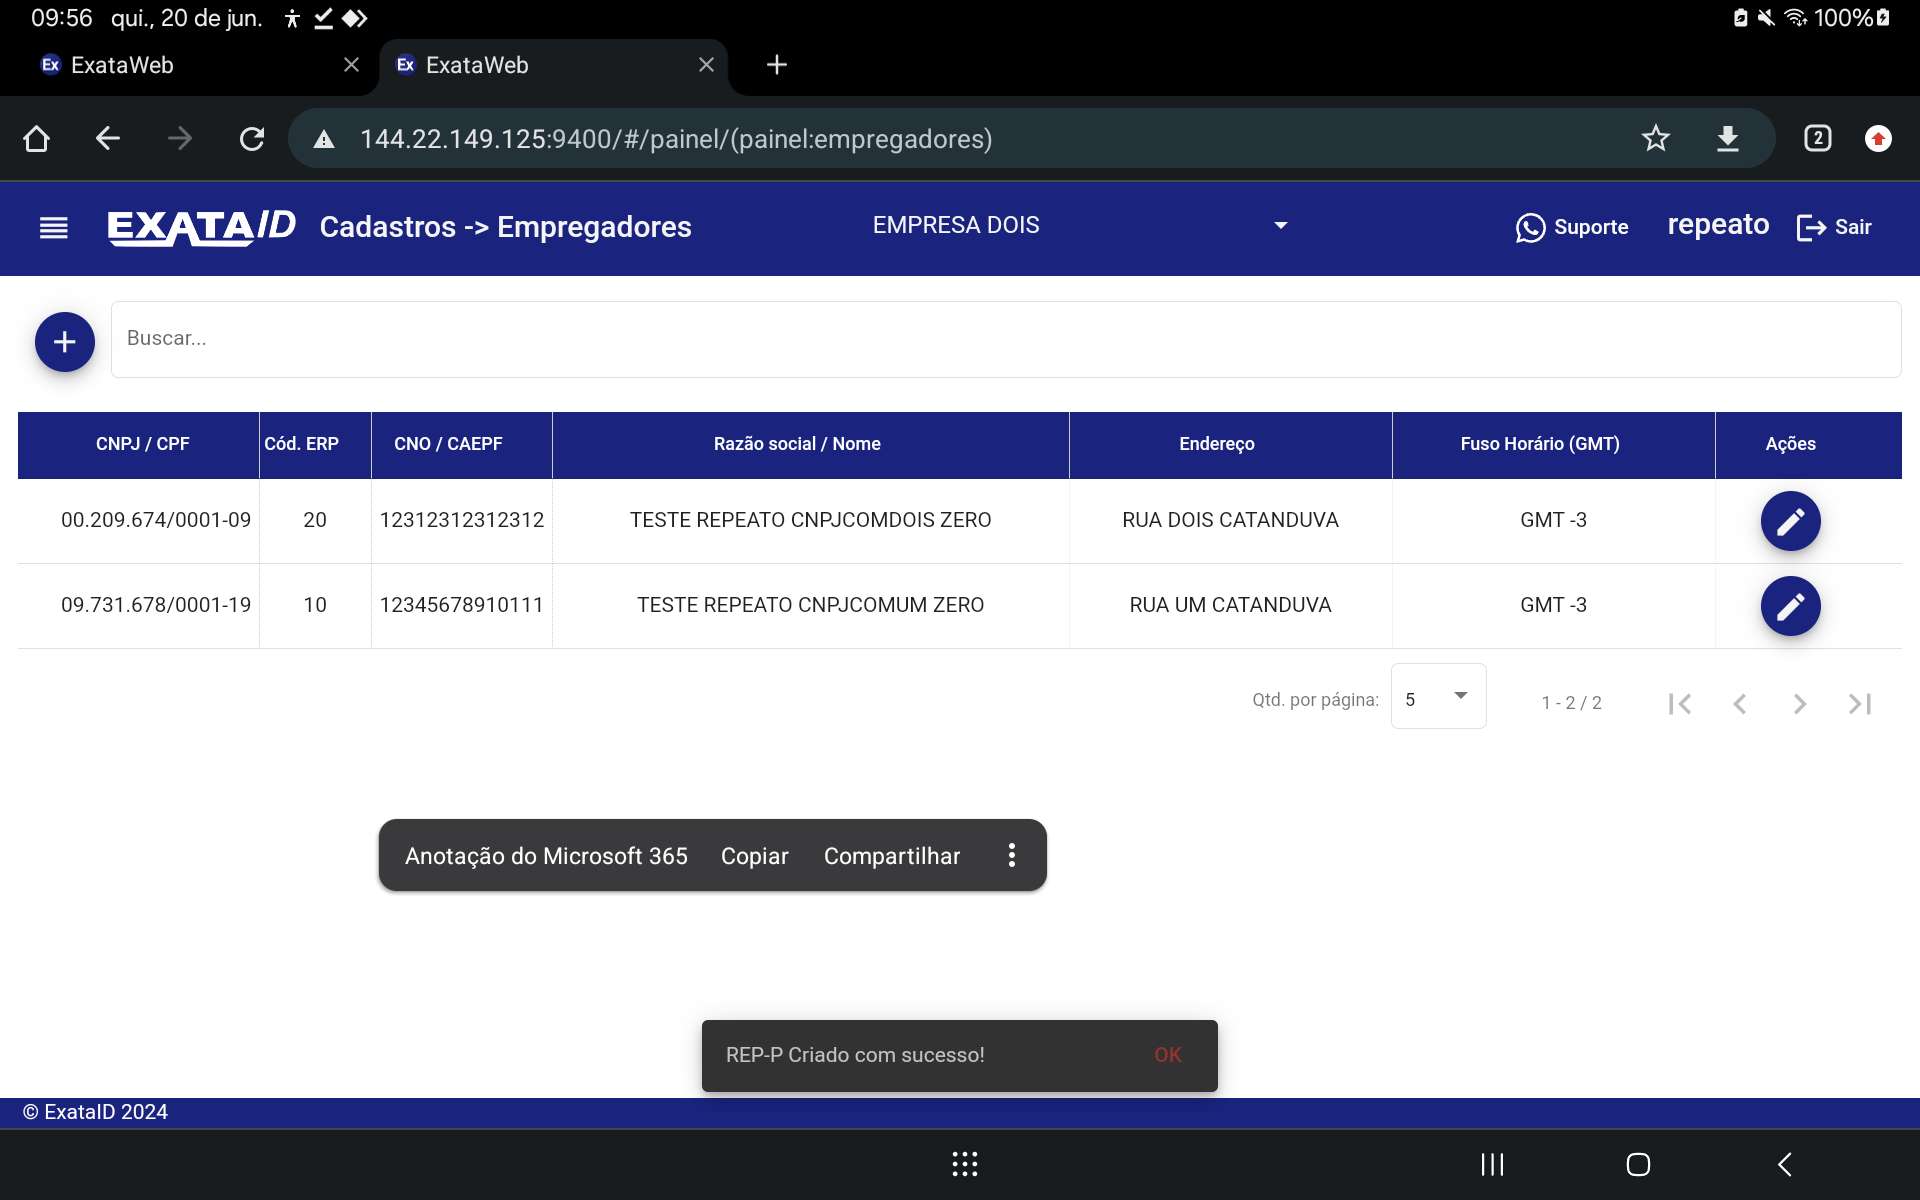 09:56 qui., 20 de jun. 100%
Ex ExataWeb
Ex ExataWeb
144.22.149.125:9400/#/painel/(painel:empregadores) 2
EXATAID Cadastros -> Empregadores EMPRESA DOIS Suporte repeato Sair
Buscar...
CNPJ / CPF Cód. ERP CNO / CAEPF Razão social / Nome Endereço Fuso Horário (GMT) Ações
00.209.674/0001-09 20 12312312312312 TESTE REPEATO CNPJCOMDOIS ZERO RUA DOIS CATANDUVA GMT -3
09.731.678/0001-19 10 12345678910111 TESTE REPEATO CNPJCOMUM ZERO RUA UM CATANDUVA GMT -3
Qtd. por página: 5 1 - 2 / 2
Anotação do Microsoft 365 Copiar Compartilhar
REP-P Criado com sucesso! OK
© ExataID 2024